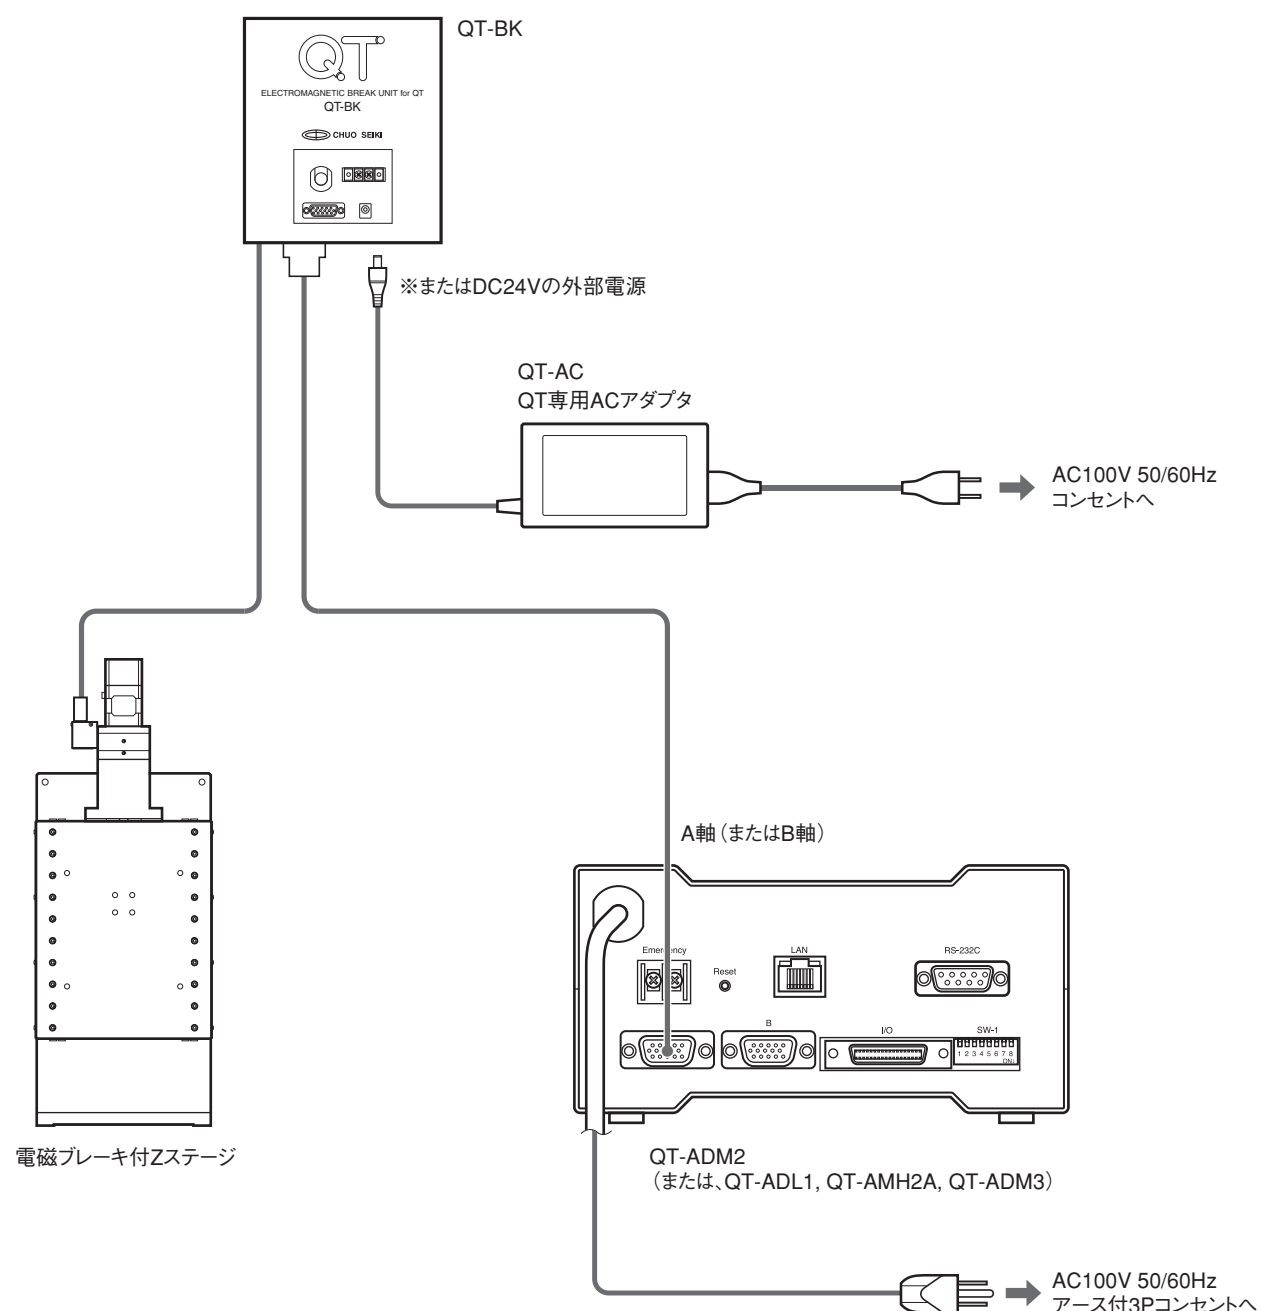 QT-BK
QT
ELECTROMAGNETIC BREAK UNIT for QT
QT-BK
CHUO SEIKI
※またはDC24Vの外部電源
QT-AC
QT専用ACアダプタ
AC100V 50/60Hz
コンセントへ
A軸（またはB軸）
Emergency
Reset
LAN
RS-232C
B
I/O
SW-1
1 2 3 4 5 6 7 8
ON↓
電磁ブレーキ付Zステージ
QT-ADM2
（または、QT-ADL1, QT-AMH2A, QT-ADM3）
AC100V 50/60Hz
アース付3Pコンセントへ